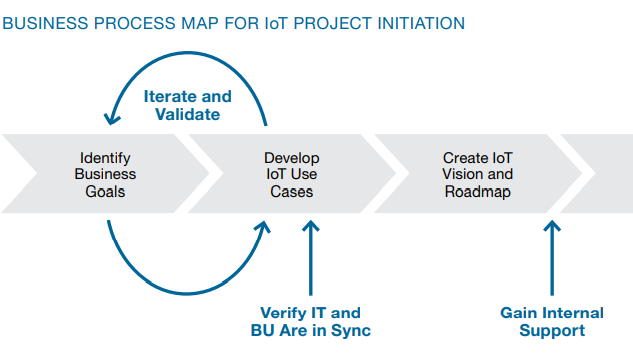 BUSINESS PROCESS MAP FOR IoT PROJECT INITIATION
Iterate and
Validate
Identify
Business
Goals
Develop
IoT Use
Cases
Create IoT
Vision and
Roadmap
Verify IT and
BU Are in Sync
Gain Internal
Support